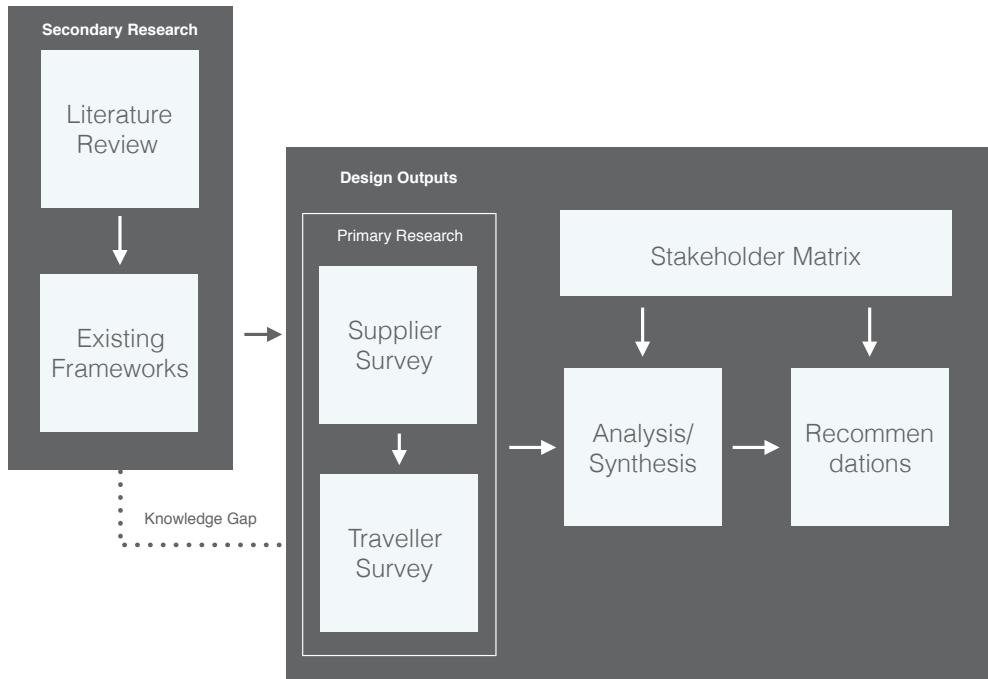 Secondary Research
Literature
Review
Existing
Frameworks
Knowledge Gap
Design Outputs
Primary Research
Supplier
Survey
Traveller
Survey
Stakeholder Matrix
Analysis/
Synthesis
Recommen
dations